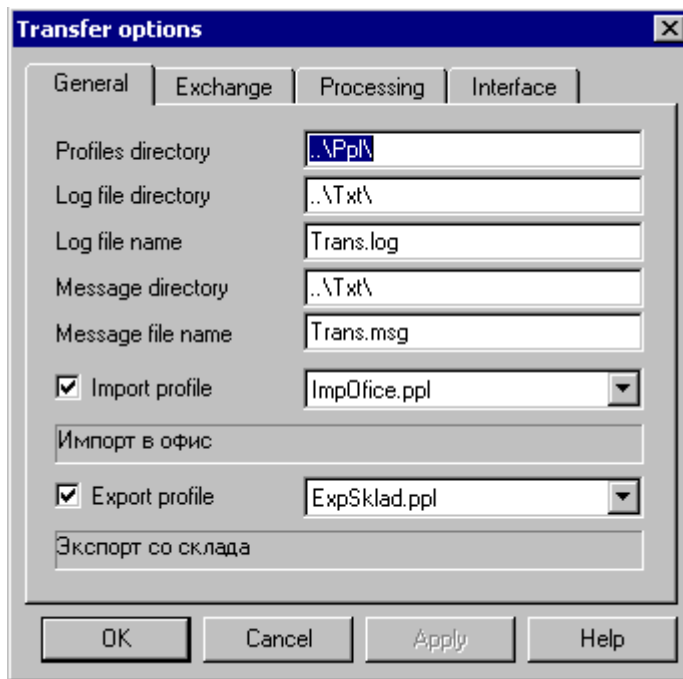 Transfer options
General Exchange Processing Interface
Profiles directory ..\Ppl\
Log file directory ..\Txt\
Log file name Trans.log
Message directory ..\Txt\
Message file name Trans.msg
Import profile ImpOfice.ppl
Импорт в офис
Export profile ExpSklad.ppl
Экспорт со склада
OK Cancel Apply Help